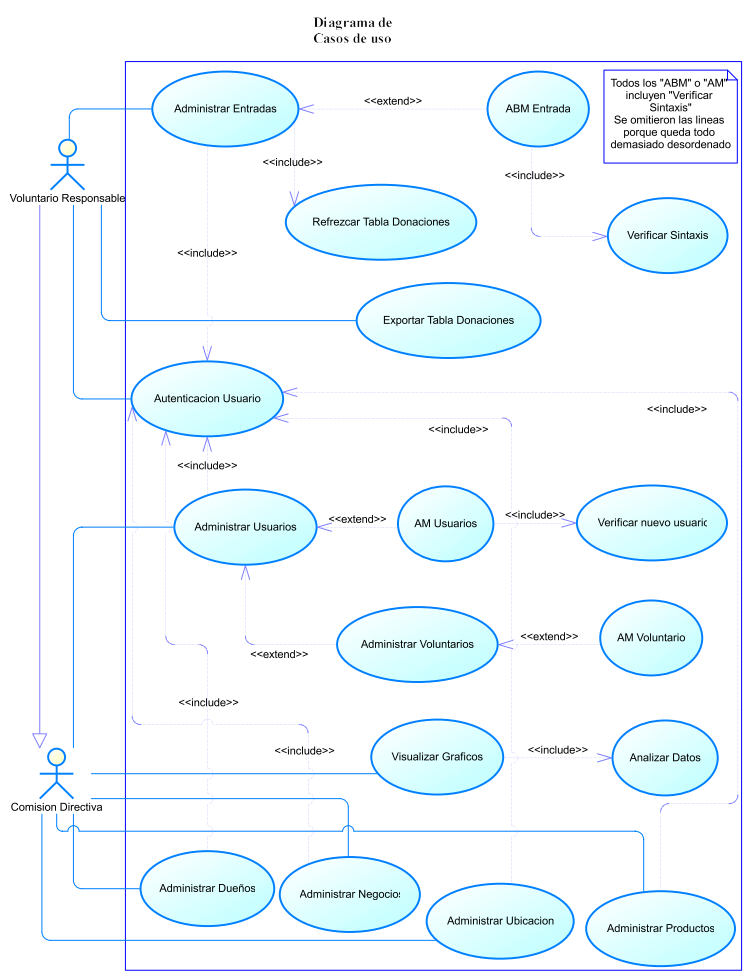 Diagrama de
Casos de uso
Todos los "ABM" o "AM"
incluyen "Verificar
Sintaxis"
Se omitieron las lineas
porque queda todo
demasiado desordenado
Administrar Entradas
<<extend>>
ABM Entrada
<<include>>
<<include>>
Voluntario Responsable
Refrezcar Tabla Donaciones
Verificar Sintaxis
<<include>>
Exportar Tabla Donaciones
Autenticacion Usuario
<<include>>
<<include>>
<<include>>
Administrar Usuarios
<<extend>>
AM Usuarios
<<include>>
Verificar nuevo usuaric
Administrar Voluntarios
<<extend>>
AM Voluntario
<<extend>>
<<include>>
<<include>>
Visualizar Graficos
<<include>>
Analizar Datos
Comision Directiva
Administrar Dueños
Administrar Negocios
Administrar Ubicacion
Administrar Productos